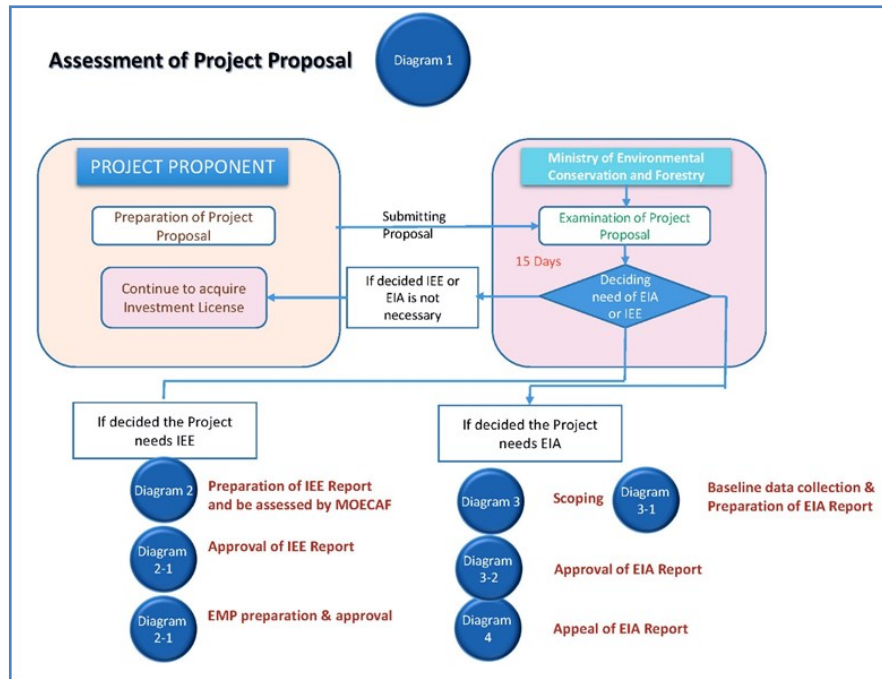 Assessment of Project Proposal
Diagram 1
PROJECT PROPONENT
Ministry of Environmental
Conservation and Forestry
Preparation of Project
Proposal
Submitting
Proposal
Examination of Project
Proposal
15 Days
Continue to acquire
Investment License
If decided IEE or
EIA is not
necessary
Deciding
need of EIA
or IEE
If decided the Project
needs IEE
If decided the Project
needs EIA
Diagram 2
Preparation of IEE Report
and be assessed by MOECAF
Diagram
2-1
Approval of IEE Report
Diagram
2-1
EMP preparation & approval
Diagram 3
Scoping
Diagram
3-1
Baseline data collection &
Preparation of EIA Report
Diagram
3-2
Approval of EIA Report
Diagram
4
Appeal of EIA Report